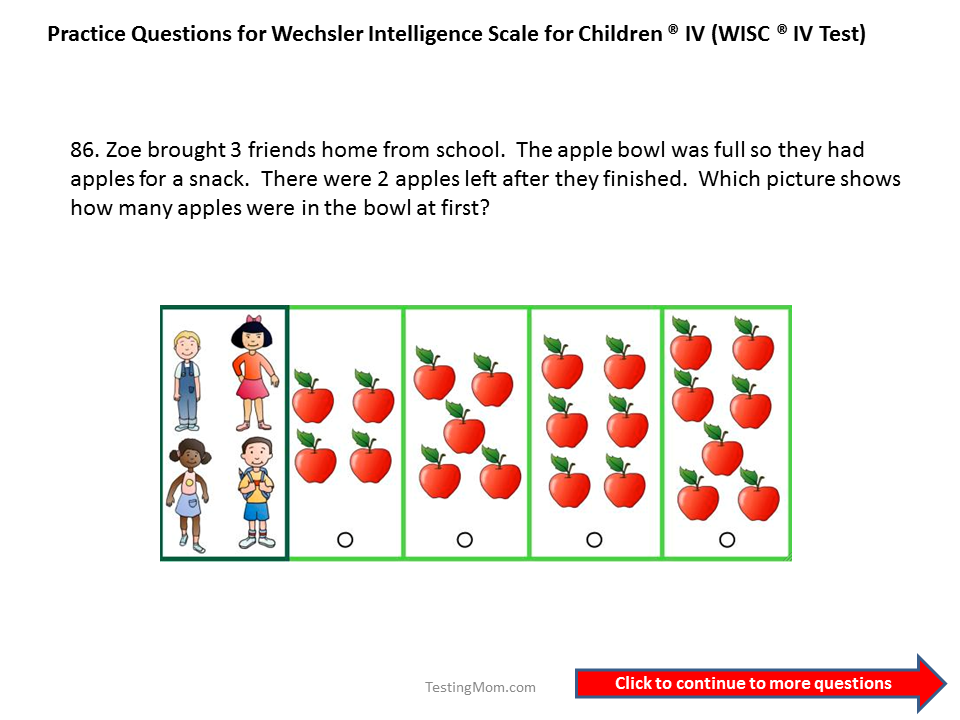 Practice Questions for Wechsler Intelligence Scale for Children ® IV (WISC ® IV Test)
86. Zoe brought 3 friends home from school.  The apple bowl was full so they had
apples for a snack.  There were 2 apples left after they finished.  Which picture shows
how many apples were in the bowl at first?
TestingMom.com
Click to continue to more questions